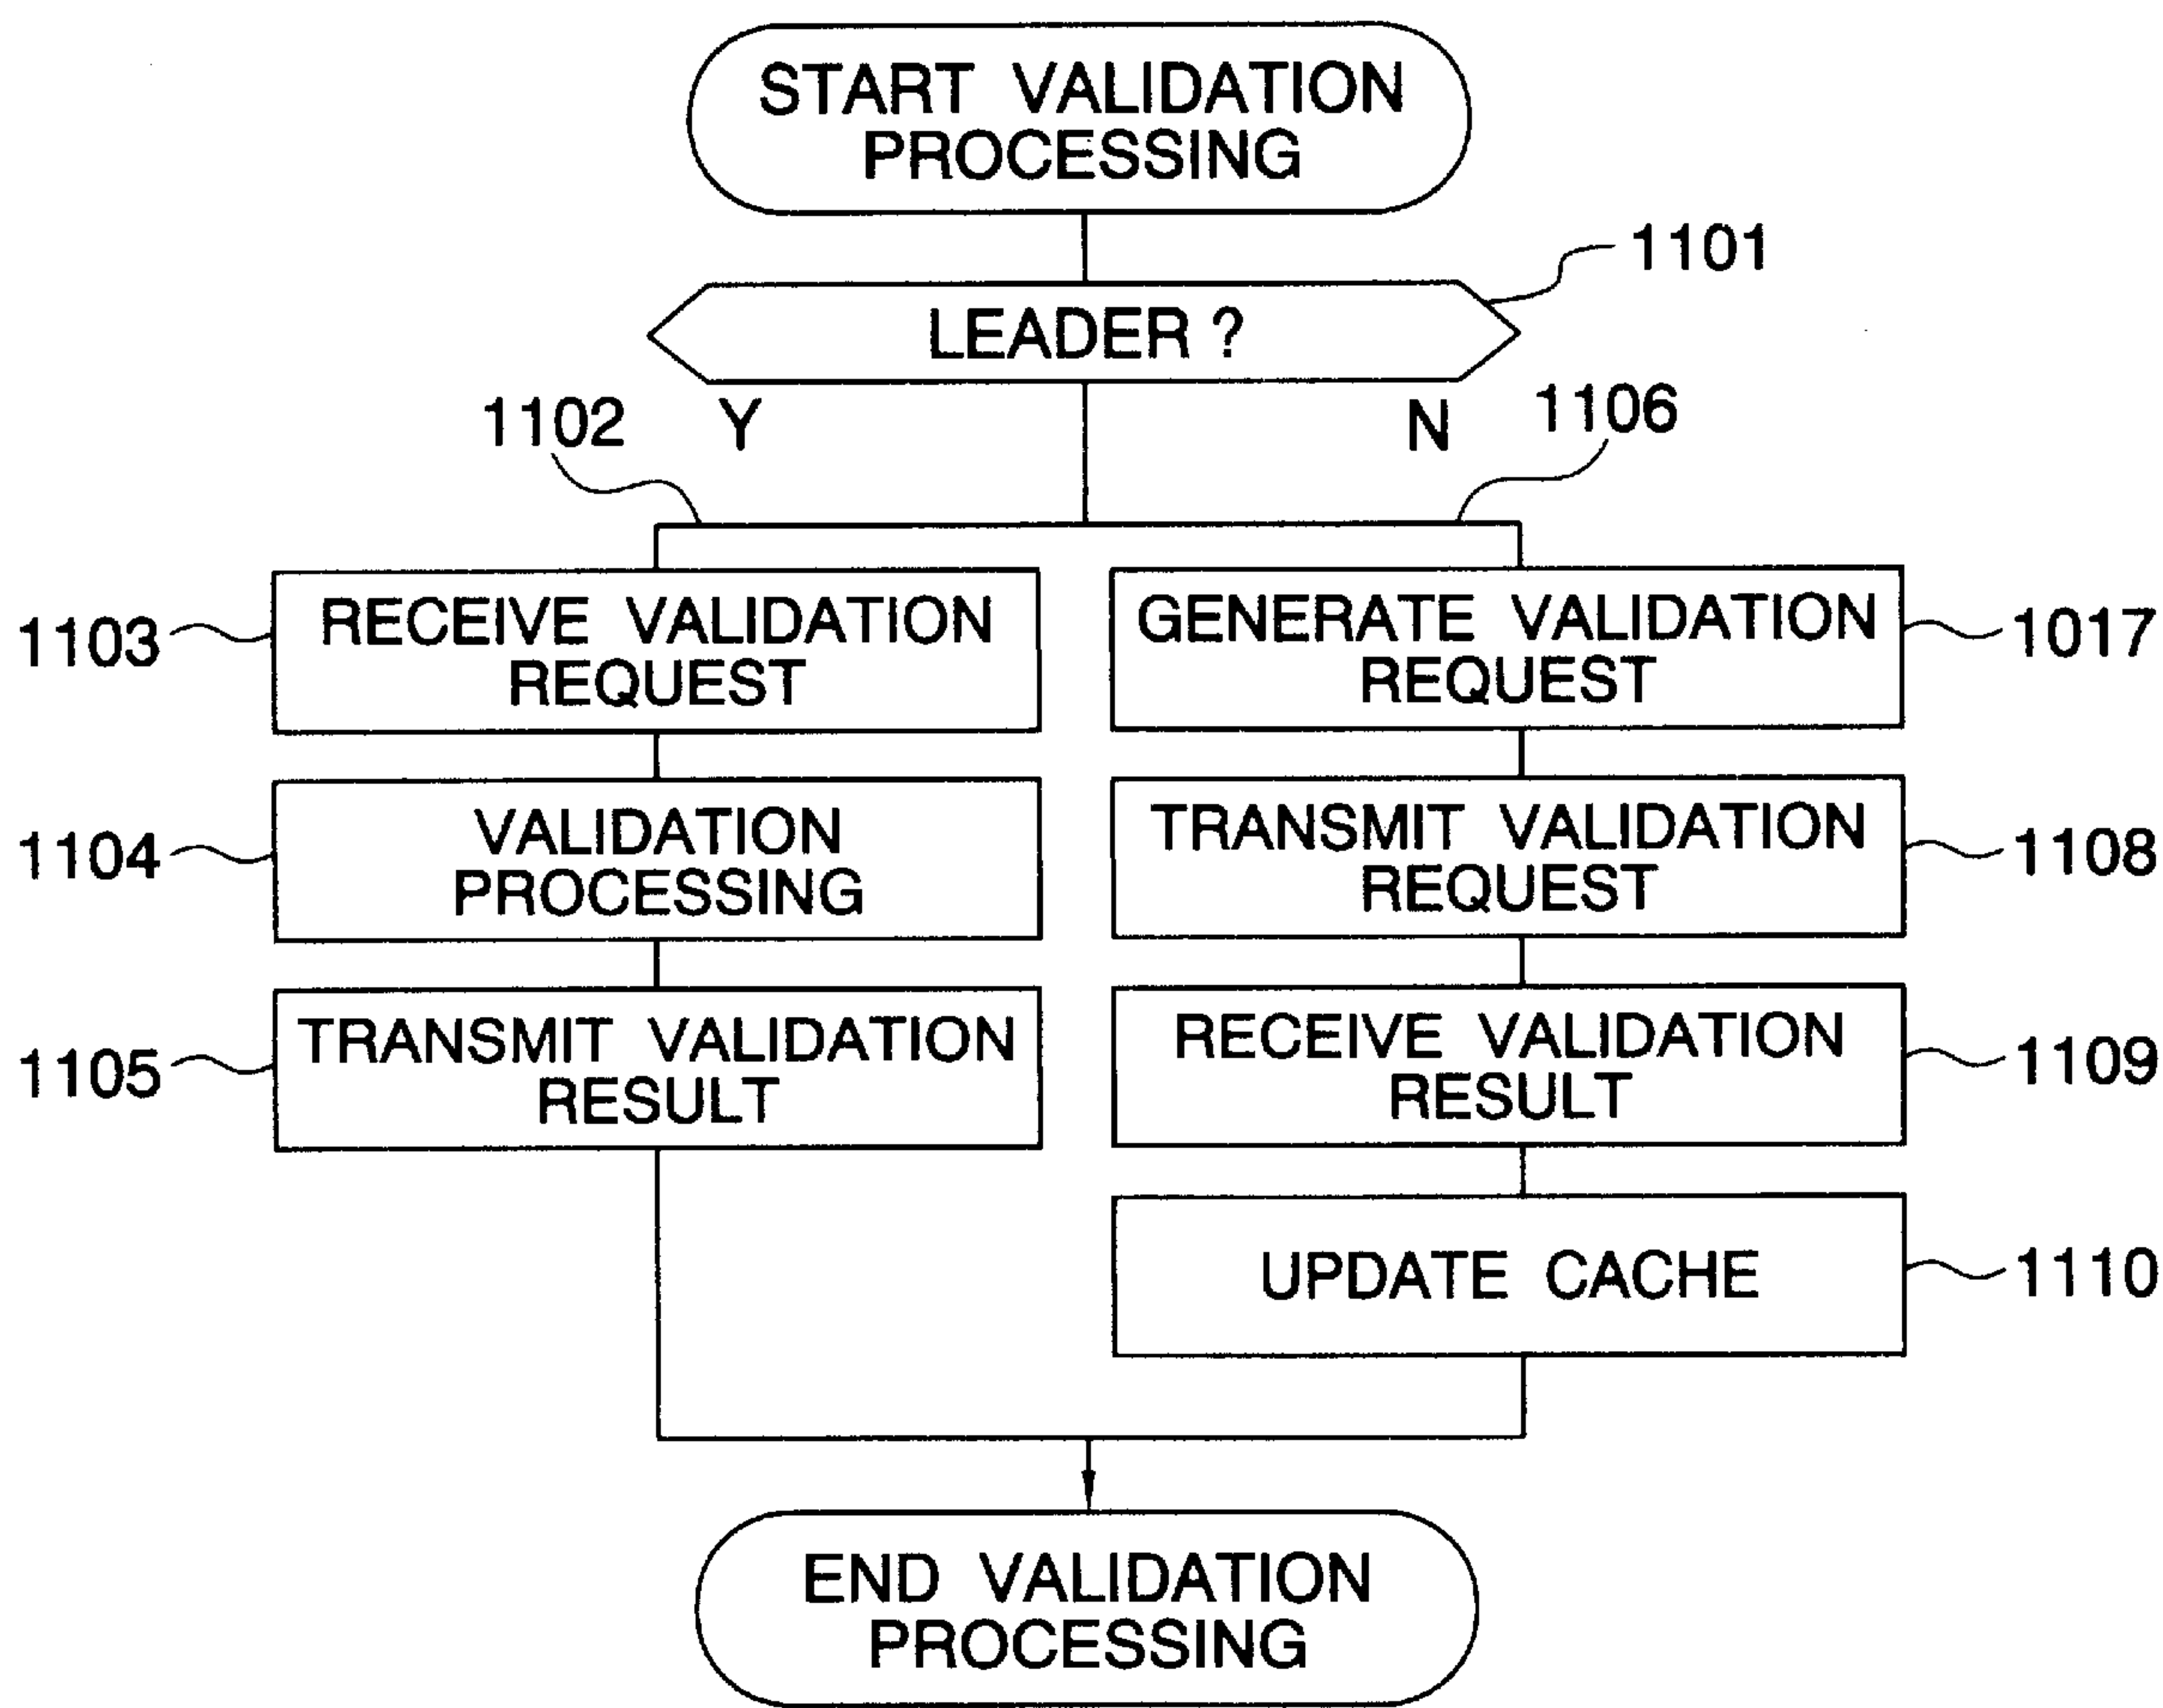 START VALIDATION
PROCESSING
1101
LEADER ?
1102
Y
N
1106
1103
RECEIVE VALIDATION
REQUEST
GENERATE VALIDATION
REQUEST
1017
1104
VALIDATION
PROCESSING
TRANSMIT VALIDATION
REQUEST
1108
1105
TRANSMIT VALIDATION
RESULT
RECEIVE VALIDATION
RESULT
1109
UPDATE CACHE
1110
END VALIDATION
PROCESSING